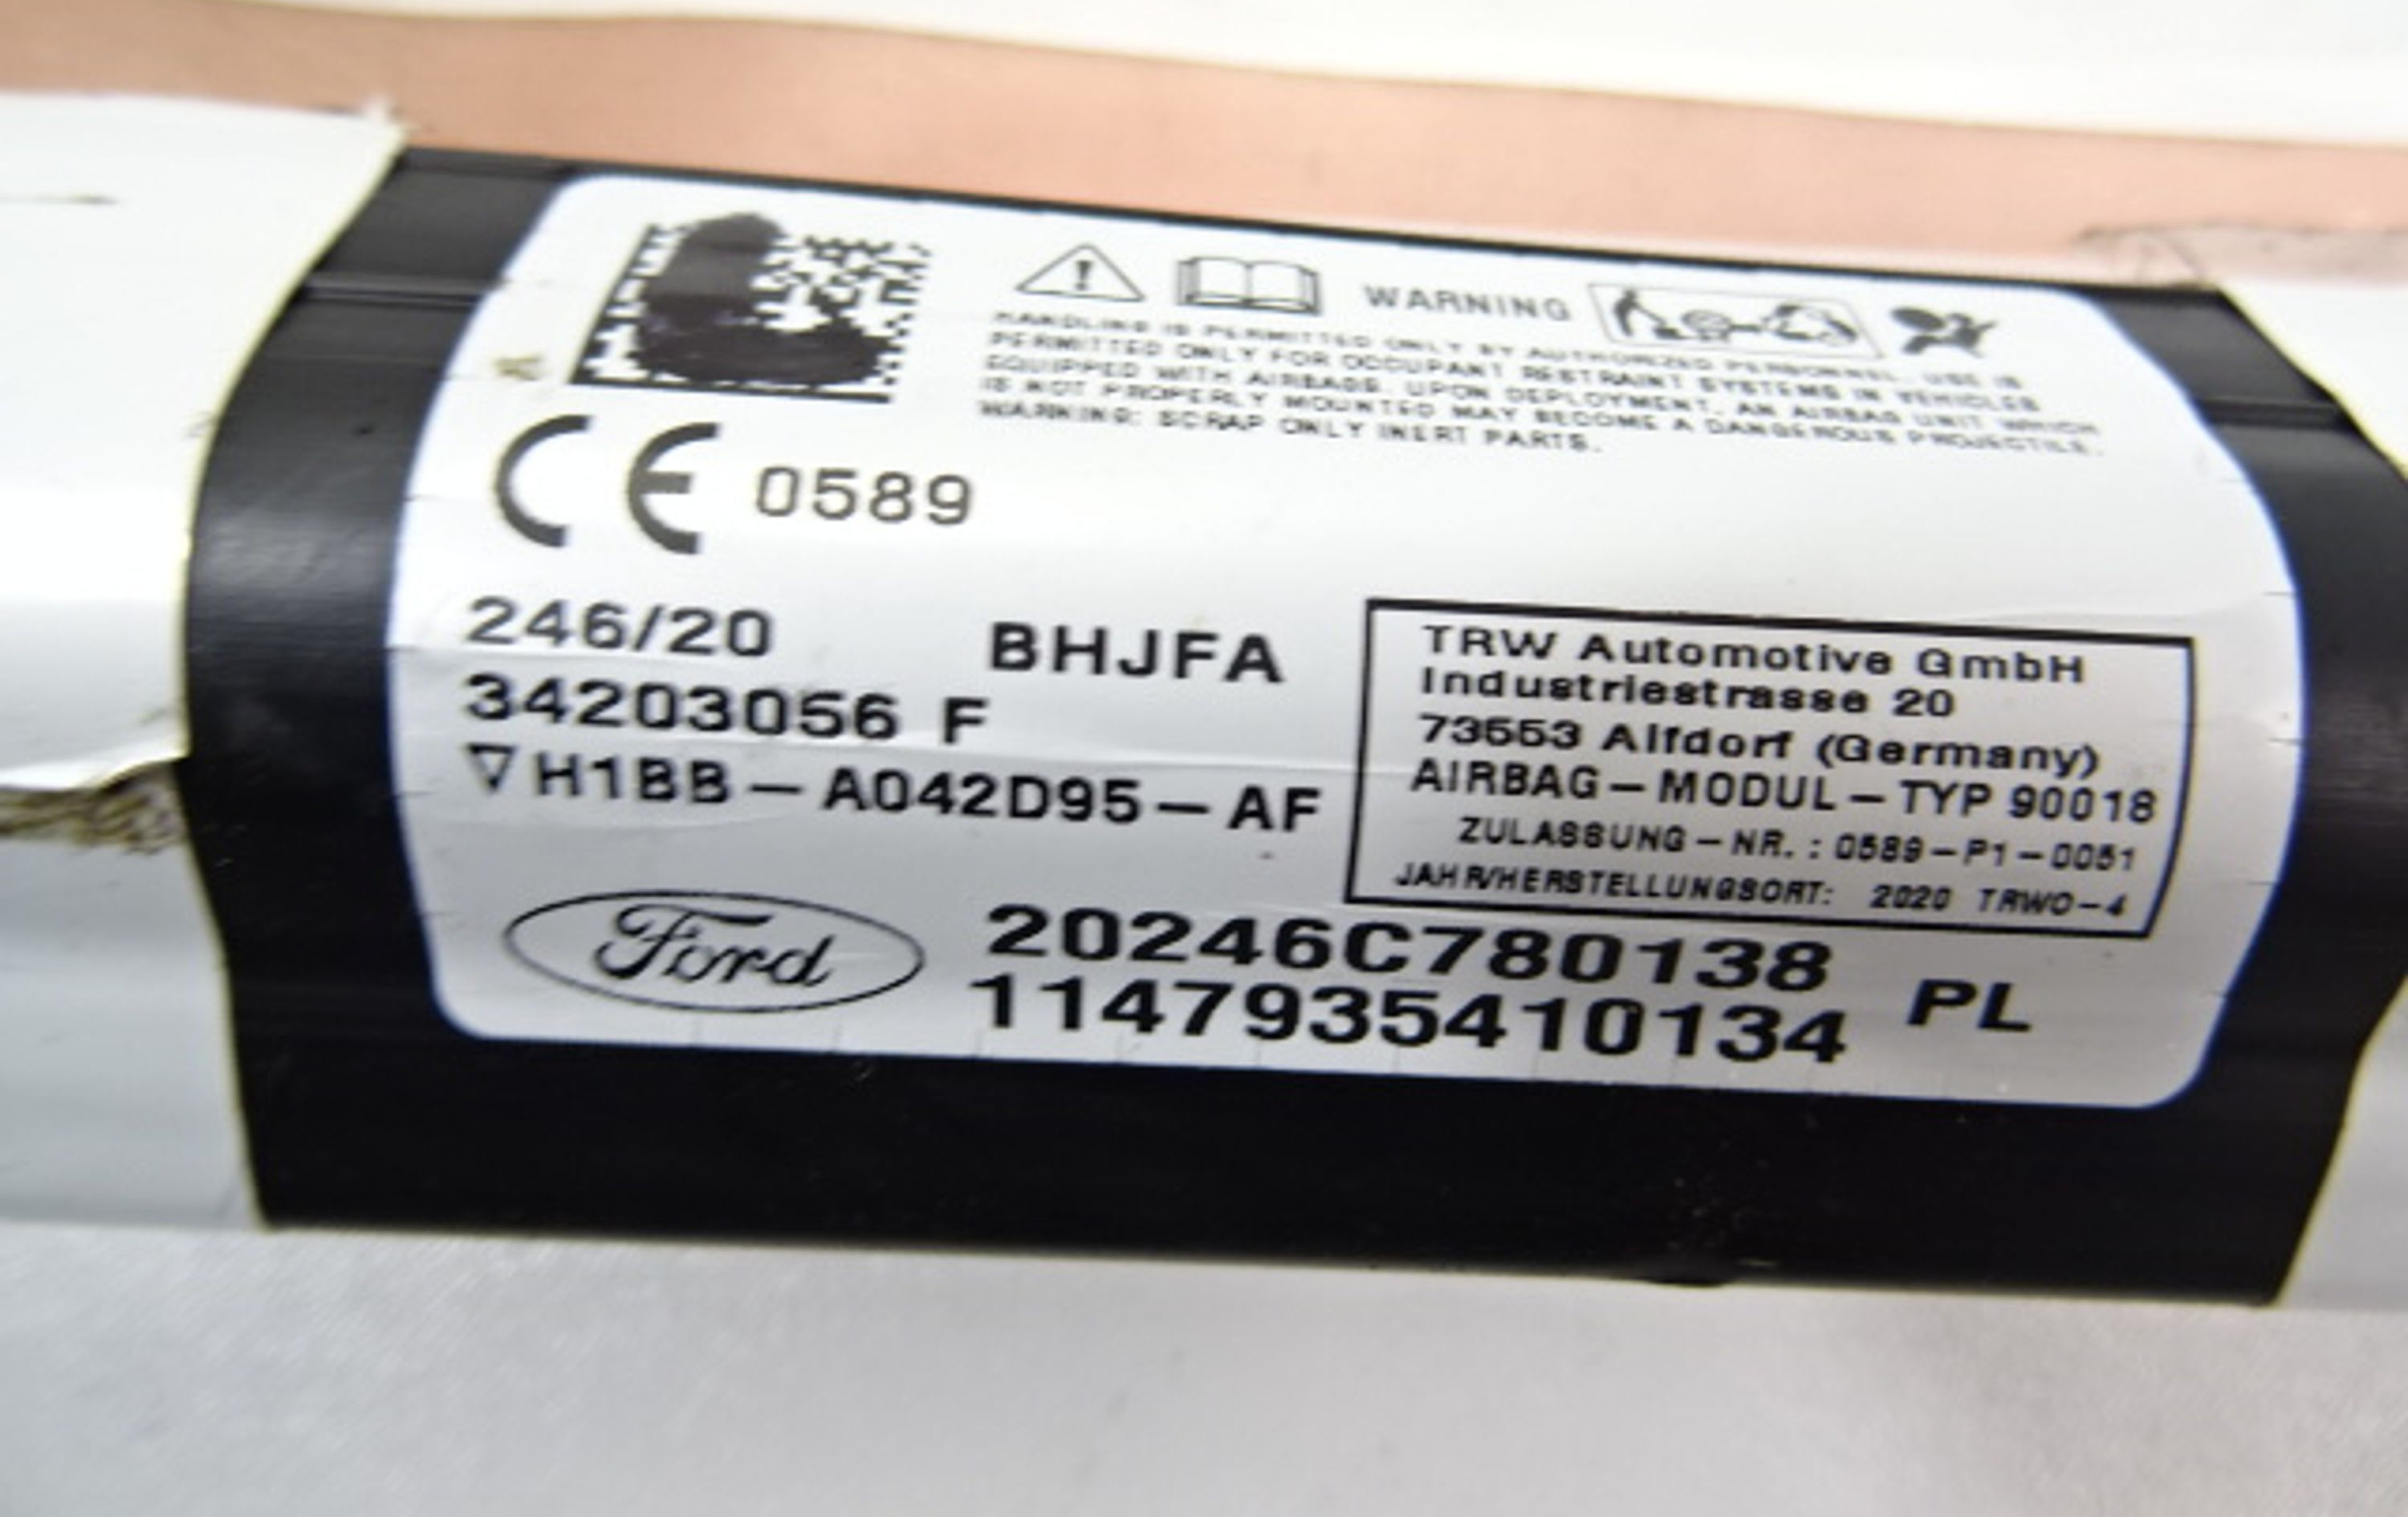 WARNING
HANDLING IS PERMITTED ONLY BY AUTHORIZED PERSONNEL. USE IS
PERMITTED ONLY FOR OCCUPANT RESTRAINT SYSTEMS IN VEHICLES
EQUIPPED WITH AIRBAGS. UPON DEPLOYMENT, AN AIRBAG UNIT WHICH
IS NOT PROPERLY MOUNTED MAY BECOME A DANGEROUS PROJECTILE.
WARNING: SCRAP ONLY INERT PARTS.
CE 0589
246/20 BHJFA
34203056 F
▽H1BB-A042D95-AF
TRW Automotive GmbH
Industriestrasse 20
73553 Alfdorf (Germany)
AIRBAG-MODUL-TYP 90018
ZULASSUNG-NR.: 0589-P1-0051
JAHR/HERSTELLUNGSORT: 2020 TRWO-4
Ford
20246C780138
1147935410134 PL